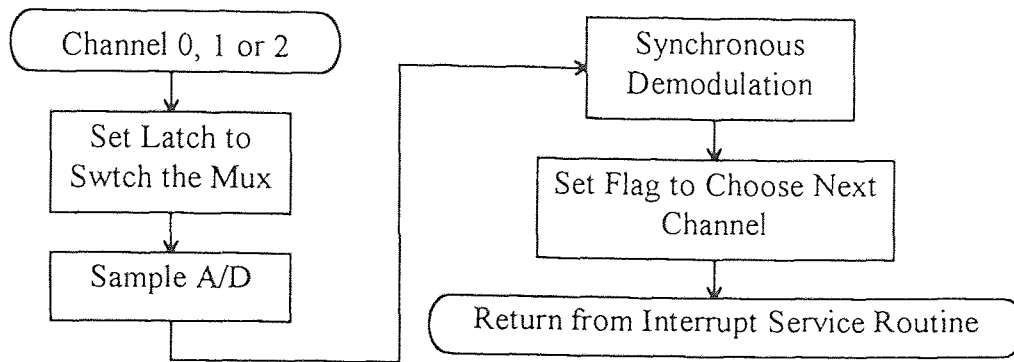 Channel 0, 1 or 2
Set Latch to
Swtch the Mux
Sample A/D
Synchronous
Demodulation
Set Flag to Choose Next
Channel
Return from Interrupt Service Routine